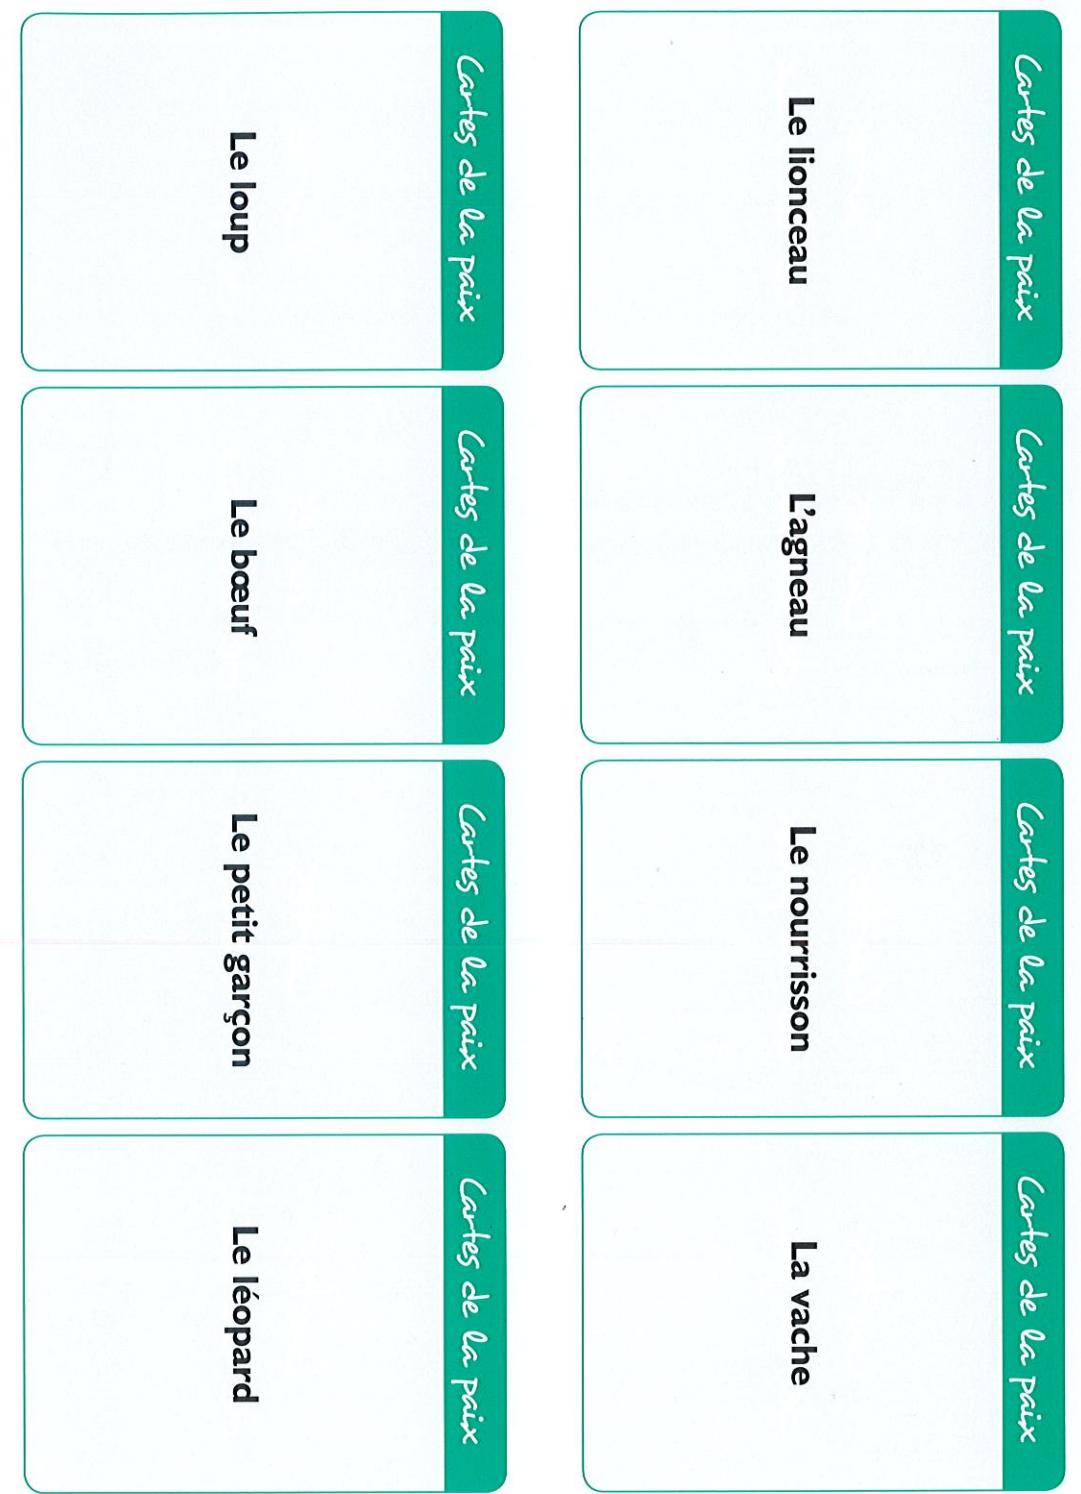 Cartes de la paix
Le lionceau
Cartes de la paix
L'agneau
Cartes de la paix
Le nourrisson
Cartes de la paix
La vache
Cartes de la paix
Le loup
Cartes de la paix
Le bœuf
Cartes de la paix
Le petit garçon
Cartes de la paix
Le léopard